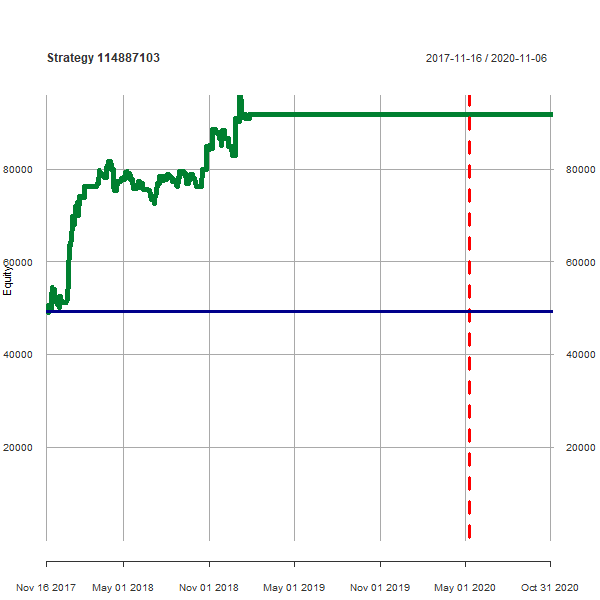 Strategy 114887103
2017-11-16 / 2020-11-06
80000
80000
60000
60000
Equity
40000
40000
20000
20000
Nov 16 2017
May 01 2018
Nov 01 2018
May 01 2019
Nov 01 2019
May 01 2020
Oct 31 2020